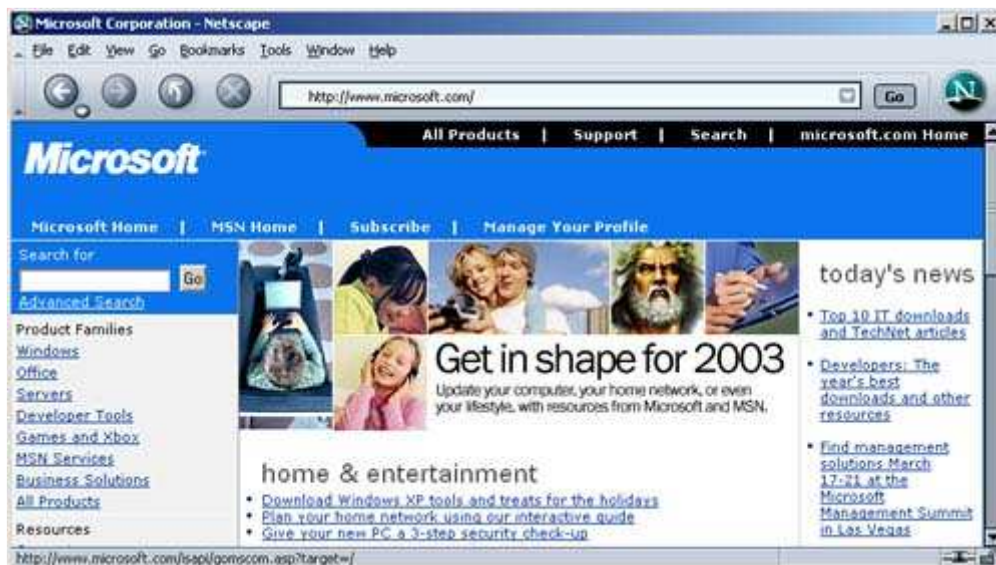 Microsoft Corporation - Netscape
File Edit View Go Bookmarks Tools Window Help
http://www.microsoft.com/ Go N
All Products | Support | Search | microsoft.com Home
Microsoft
Microsoft Home | MSN Home | Subscribe | Manage Your Profile
Search for
Go
Advanced Search
Product Families
Windows
Office
Servers
Developer Tools
Games and Xbox
MSN Services
Business Solutions
All Products
Resources
Get in shape for 2003
Update your computer, your home network, or even
your lifestyle, with resources from Microsoft and MSN.
home & entertainment
• Download Windows XP tools and treats for the holidays
• Plan your home network using our interactive guide
• Give your new PC a 3-step security check-up
today's news
• Top 10 IT downloads
and TechNet articles
• Developers: The
year's best
downloads and other
resources
• Find management
solutions March
17-21 at the
Microsoft
Management Summit
in Las Vegas
http://www.microsoft.com/isapi/gomscom.asp?target=/